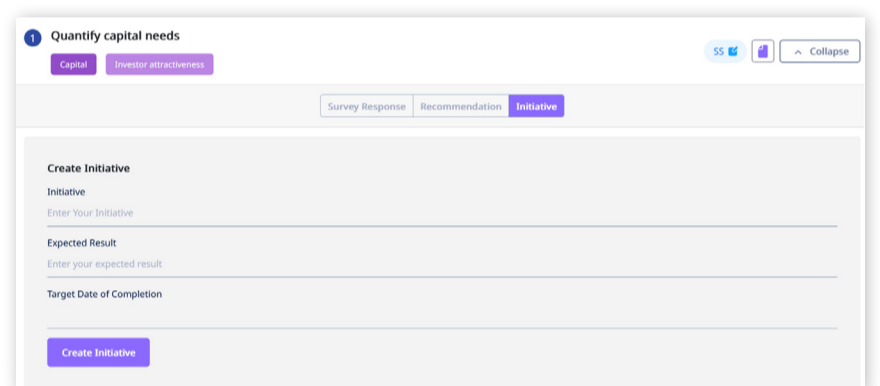 1 Quantify capital needs
Capital Investor attractiveness
SS Collapse
Survey Response Recommendation Initiative
Create Initiative
Initiative
Enter Your Initiative
Expected Result
Enter your expected result
Target Date of Completion
Create Initiative